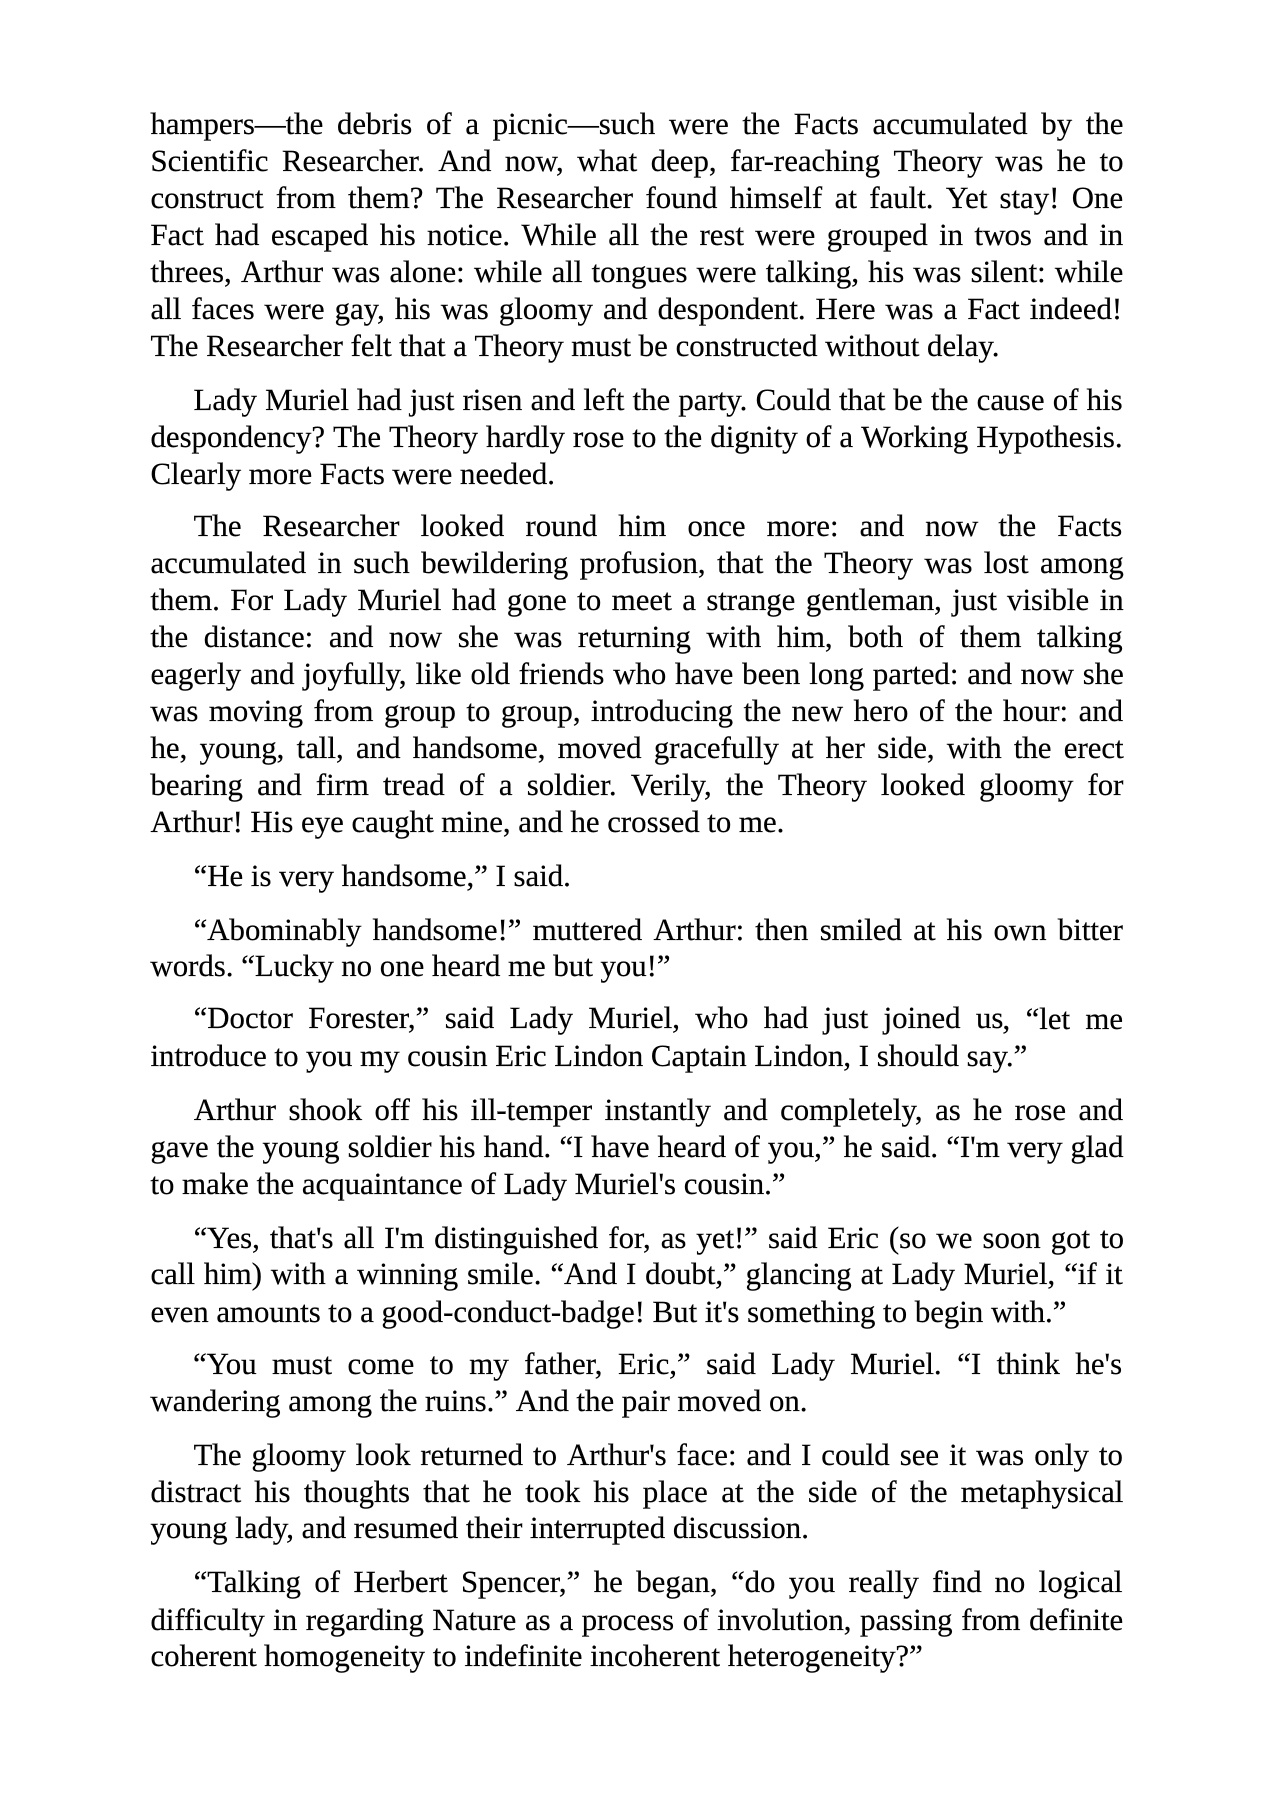 hampers—the debris of a picnic—such were the Facts accumulated by the
Scientific Researcher. And now, what deep, far-reaching Theory was he to
construct from them? The Researcher found himself at fault. Yet stay! One
Fact had escaped his notice. While all the rest were grouped in twos and in
threes, Arthur was alone: while all tongues were talking, his was silent: while
all faces were gay, his was gloomy and despondent. Here was a Fact indeed!
The Researcher felt that a Theory must be constructed without delay.
Lady Muriel had just risen and left the party. Could that be the cause of his
despondency? The Theory hardly rose to the dignity of a Working Hypothesis.
Clearly more Facts were needed.
The Researcher looked round him once more: and now the Facts
accumulated in such bewildering profusion, that the Theory was lost among
them. For Lady Muriel had gone to meet a strange gentleman, just visible in
the distance: and now she was returning with him, both of them talking
eagerly and joyfully, like old friends who have been long parted: and now she
was moving from group to group, introducing the new hero of the hour: and
he, young, tall, and handsome, moved gracefully at her side, with the erect
bearing and firm tread of a soldier. Verily, the Theory looked gloomy for
Arthur! His eye caught mine, and he crossed to me.
“He is very handsome,” I said.
“Abominably handsome!” muttered Arthur: then smiled at his own bitter
words. “Lucky no one heard me but you!”
“Doctor Forester,” said Lady Muriel, who had just joined us, “let me
introduce to you my cousin Eric Lindon Captain Lindon, I should say.”
Arthur shook off his ill-temper instantly and completely, as he rose and
gave the young soldier his hand. “I have heard of you,” he said. “I'm very glad
to make the acquaintance of Lady Muriel's cousin.”
“Yes, that's all I'm distinguished for, as yet!” said Eric (so we soon got to
call him) with a winning smile. “And I doubt,” glancing at Lady Muriel, “if it
even amounts to a good-conduct-badge! But it's something to begin with.”
“You must come to my father, Eric,” said Lady Muriel. “I think he's
wandering among the ruins.” And the pair moved on.
The gloomy look returned to Arthur's face: and I could see it was only to
distract his thoughts that he took his place at the side of the metaphysical
young lady, and resumed their interrupted discussion.
“Talking of Herbert Spencer,” he began, “do you really find no logical
difficulty in regarding Nature as a process of involution, passing from definite
coherent homogeneity to indefinite incoherent heterogeneity?”